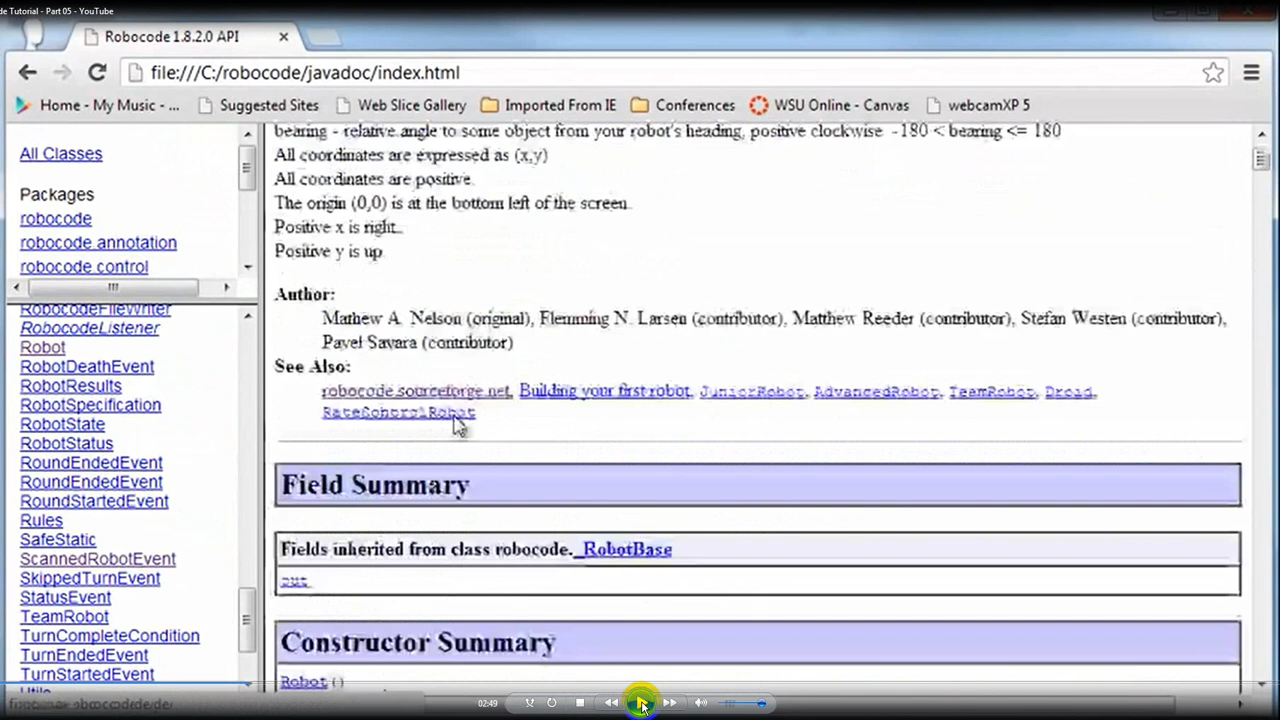 de Tutorial - Part 05 - YouTube
Robocode 1.8.2.0 API
file:///C:/robocode/javadoc/index.html
Home - My Music - ... Suggested Sites Web Slice Gallery Imported From IE Conferences WSU Online - Canvas webcamXP 5
All Classes
Packages
robocode
robocode.annotation
robocode.control
RobocodeFileWriter
RobocodeListener
Robot
RobotDeathEvent
RobotResults
RobotSpecification
RobotState
RobotStatus
RoundEndedEvent
RoundEndedEvent
RoundStartedEvent
Rules
SafeStatic
ScannedRobotEvent
SkippedTurnEvent
StatusEvent
TeamRobot
TurnCompleteCondition
TurnEndedEvent
TurnStartedEvent
Utils
bearing - relative angle to some object from your robot's heading, positive clockwise -180 < bearing <= 180
All coordinates are expressed as (x,y)
All coordinates are positive.
The origin (0,0) is at the bottom left of the screen.
Positive x is right.
Positive y is up.
Author:
Mathew A. Nelson (original), Flemming N. Larsen (contributor), Matthew Reeder (contributor), Stefan Westen (contributor),
Pavel Savara (contributor)
See Also:
robocode.sourceforge.net, Building your first robot, JuniorRobot, AdvancedRobot, TeamRobot, Droid,
RateControlRobot
Field Summary
Fields inherited from class robocode._RobotBase
out
Constructor Summary
Robot()
02:49